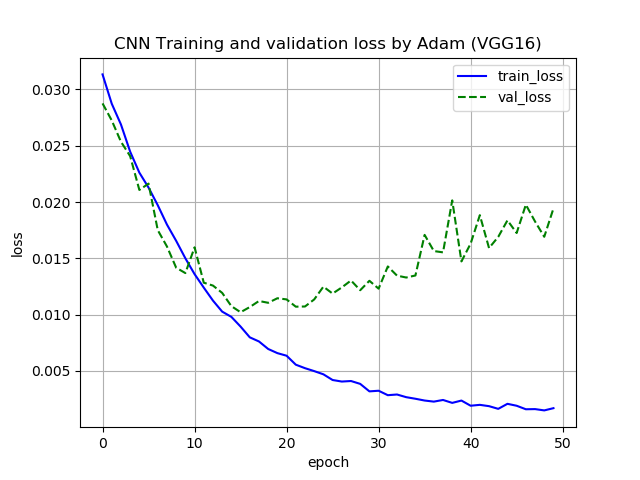 CNN Training and validation loss by Adam (VGG16)
train_loss
val_loss
0.030
0.025
0.020
0.015
0.010
0.005
loss
0 10 20 30 40 50
epoch